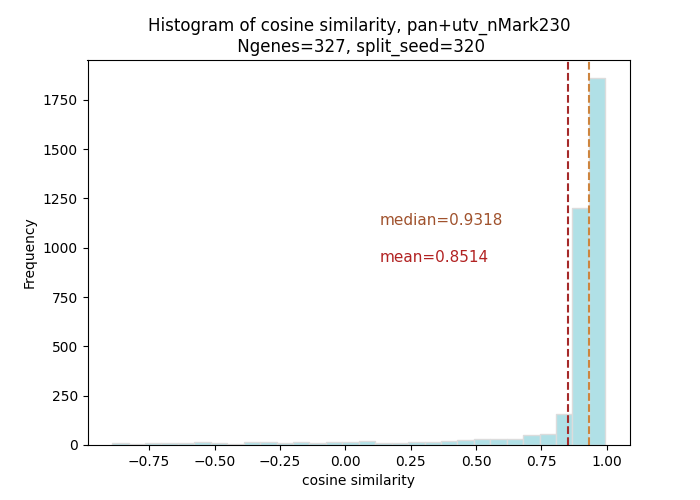 Histogram of cosine similarity, pan+utv_nMark230
Ngenes=327, split_seed=320
1750
1500
1250
1000
750
500
250
0
Frequency
median=0.9318
mean=0.8514
−0.75 −0.50 −0.25 0.00 0.25 0.50 0.75 1.00
cosine similarity